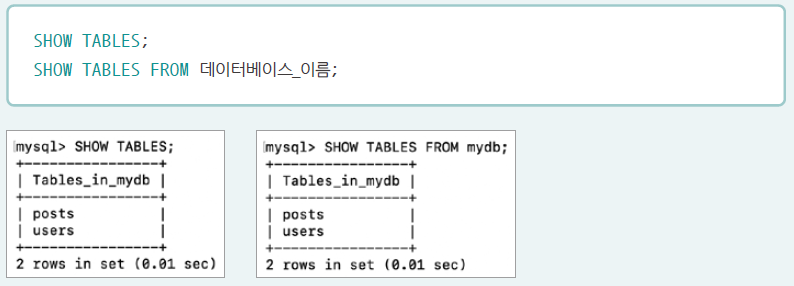 SHOW TABLES;
SHOW TABLES FROM 데이터베이스_이름;
mysql> SHOW TABLES;
+----------------+
| Tables_in_mydb |
+----------------+
| posts          |
| users          |
+----------------+
2 rows in set (0.01 sec)
mysql> SHOW TABLES FROM mydb;
+----------------+
| Tables_in_mydb |
+----------------+
| posts          |
| users          |
+----------------+
2 rows in set (0.01 sec)